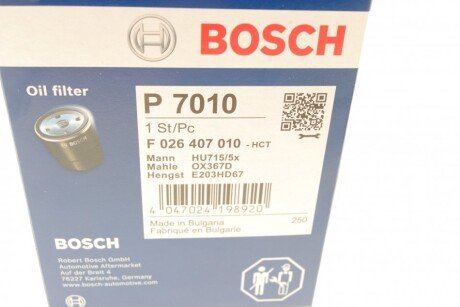 BOSCH
BOSCH
Oil filter
P 7010
1 St/Pc
F 026 407 010 - HCT
Mann HU715/5x
Mahle OX367D
Hengst E203HD67
4 047024 198920
Made in Bulgaria
Fabriqué en Bulgarie
250
BOSCH
Robert Bosch GmbH
Automotive Aftermarket
Auf der Breit 4
76227 Karlsruhe, Germany
www.bosch-automotive.com